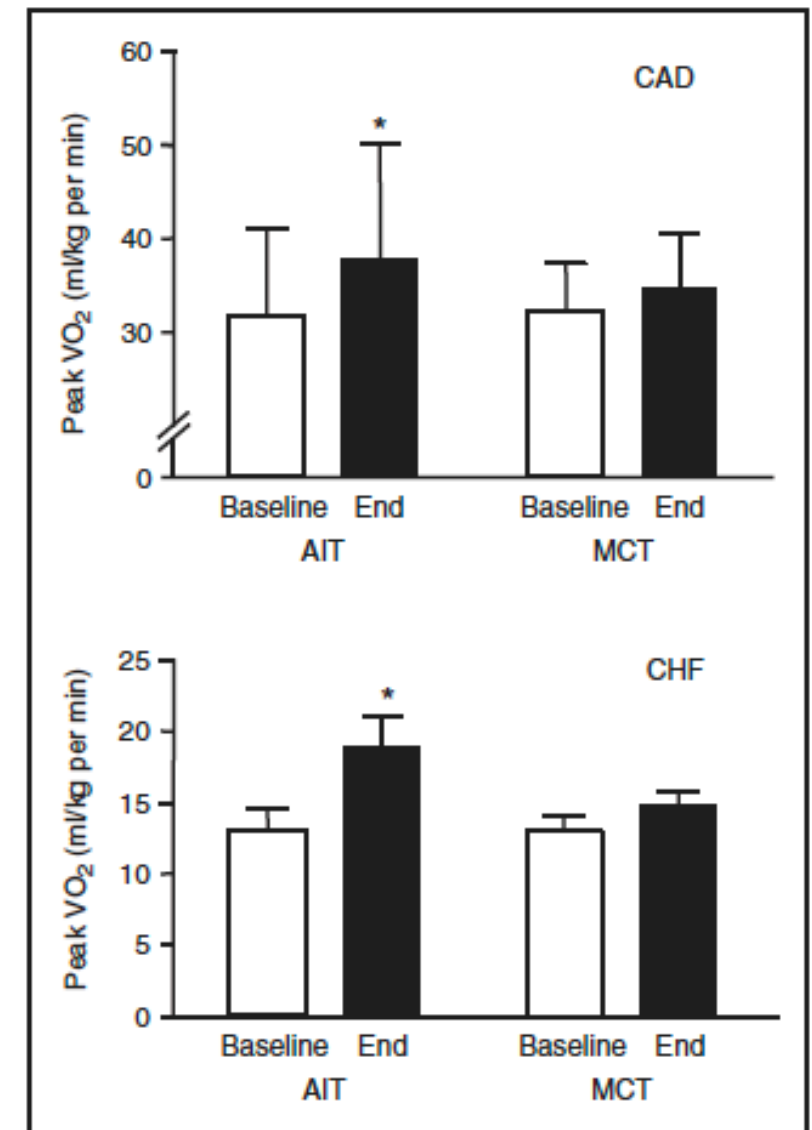 60
CAD
*
50
40
30
0
Peak VO₂ (ml/kg per min)
Baseline End Baseline End
AIT MCT
25
CHF
*
20
15
10
5
0
Peak VO₂ (ml/kg per min)
Baseline End Baseline End
AIT MCT